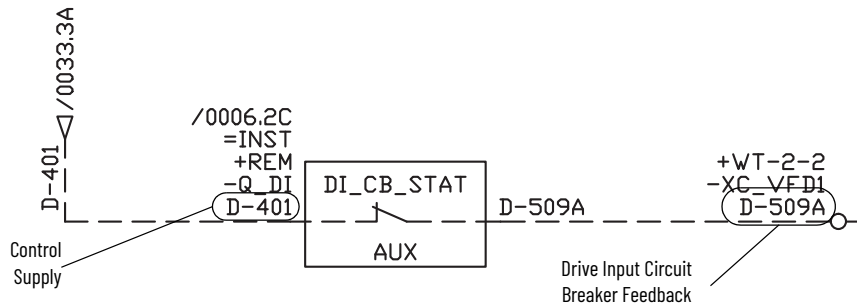 /0033.3A
D-401
/0006.2C
=INST
+REM
-Q_DI
D-401
DI_CB_STAT
AUX
D-509A
+WT-2-2
-XC_VFD1
D-509A
Control
Supply
Drive Input Circuit
Breaker Feedback